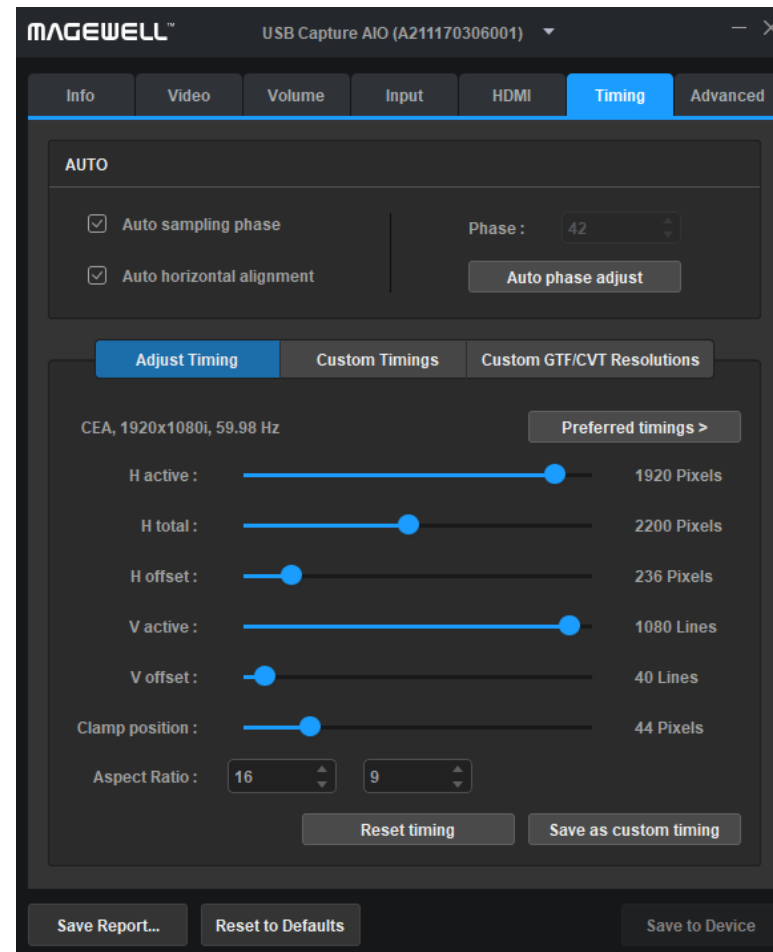 MAGEWELL™ USB Capture AIO (A211170306001)
Info Video Volume Input HDMI Timing Advanced
AUTO
Auto sampling phase Phase : 42
Auto horizontal alignment Auto phase adjust
Adjust Timing Custom Timings Custom GTF/CVT Resolutions
CEA, 1920x1080i, 59.98 Hz Preferred timings >
H active : 1920 Pixels
H total : 2200 Pixels
H offset : 236 Pixels
V active : 1080 Lines
V offset : 40 Lines
Clamp position : 44 Pixels
Aspect Ratio : 16 9
Reset timing Save as custom timing
Save Report... Reset to Defaults Save to Device